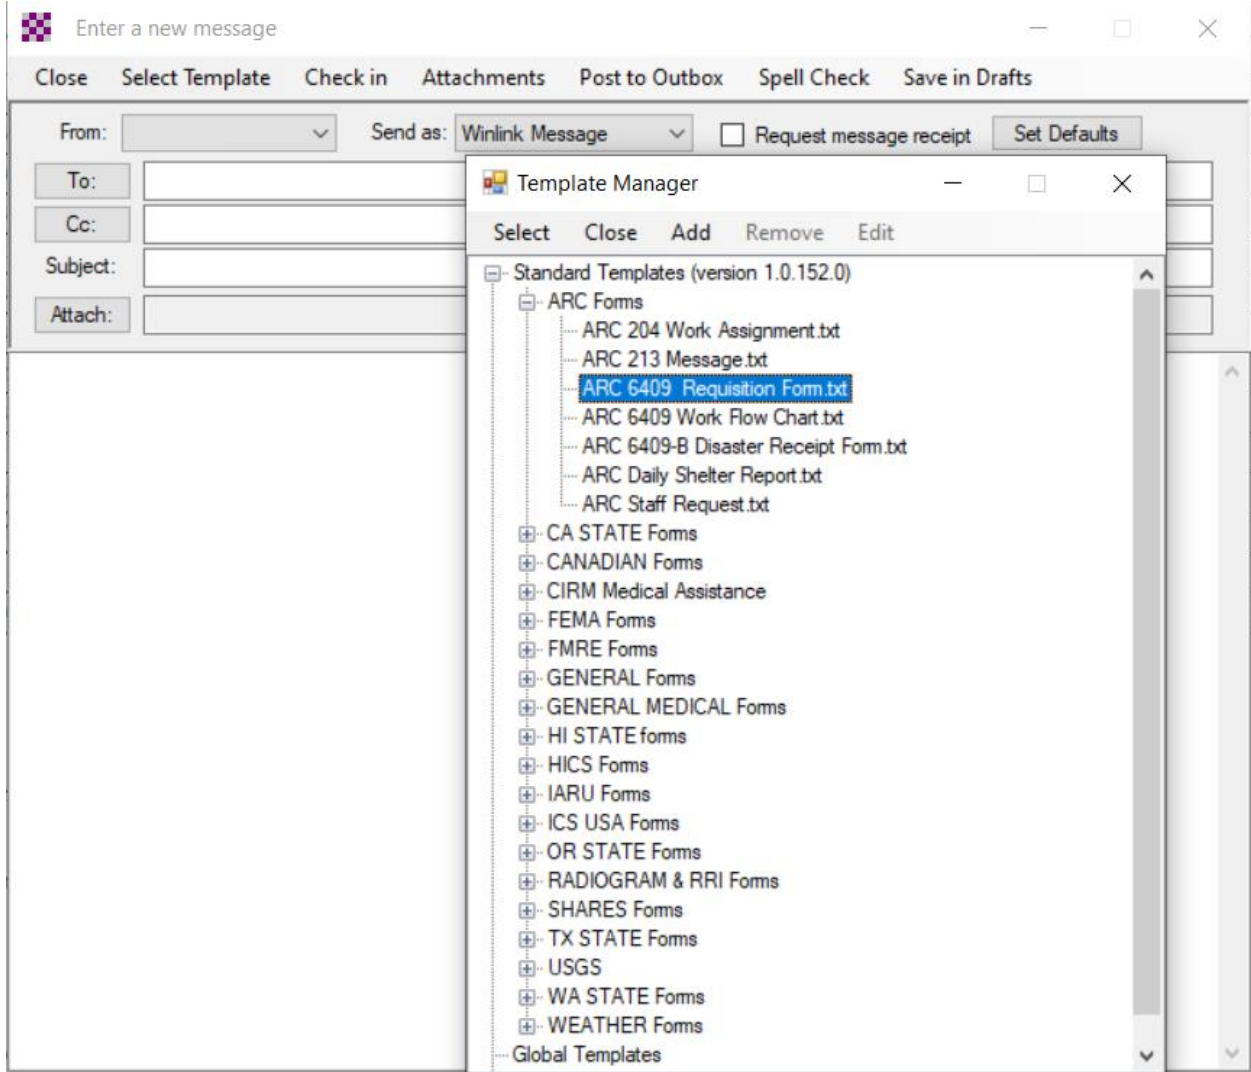 Enter a new message
Close Select Template Check in Attachments Post to Outbox Spell Check Save in Drafts
From: Send as: Winlink Message Request message receipt Set Defaults
To:
Cc:
Subject:
Attach:
Template Manager
Select Close Add Remove Edit
Standard Templates (version 1.0.152.0)
ARC Forms
ARC 204 Work Assignment.txt
ARC 213 Message.txt
ARC 6409  Requisition Form.txt
ARC 6409 Work Flow Chart.txt
ARC 6409-B Disaster Receipt Form.txt
ARC Daily Shelter Report.txt
ARC Staff Request.txt
CA STATE Forms
CANADIAN Forms
CIRM Medical Assistance
FEMA Forms
FMRE Forms
GENERAL Forms
GENERAL MEDICAL Forms
HI STATE forms
HICS Forms
IARU Forms
ICS USA Forms
OR STATE Forms
RADIOGRAM & RRI Forms
SHARES Forms
TX STATE Forms
USGS
WA STATE Forms
WEATHER Forms
Global Templates